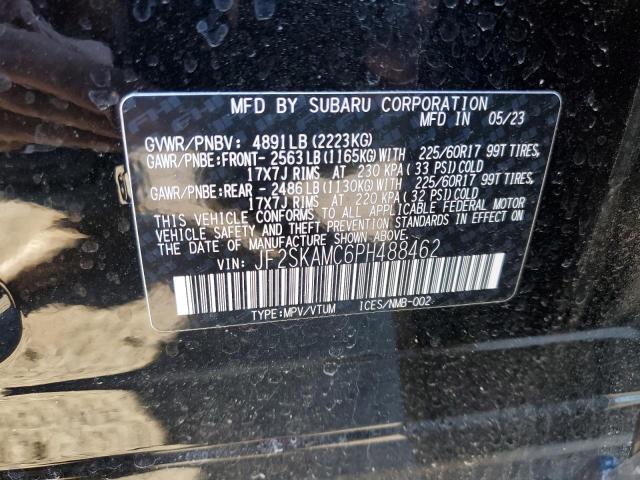 MFD BY SUBARU CORPORATION
MFD IN 05/23
GVWR/PNBV: 4891LB(2223KG)
GAWR/PNBE:FRONT- 2563LB(1165KG)WITH 225/60R17 99T TIRES,
17X7J RIMS AT 230 KPA(33 PSI)COLD
GAWR/PNBE:REAR - 2486LB(1130KG)WITH 225/60R17 99T TIRES,
17X7J RIMS AT 220 KPA(32 PSI)COLD
THIS VEHICLE CONFORMS TO ALL APPLICABLE FEDERAL MOTOR
VEHICLE SAFETY AND THEFT PREVENTION STANDARDS IN EFFECT
ON THE DATE OF MANUFACTURE SHOWN ABOVE.
VIN: JF2SKAMC6PH488462
TYPE:MPV/VTUM ICES/NMB-002